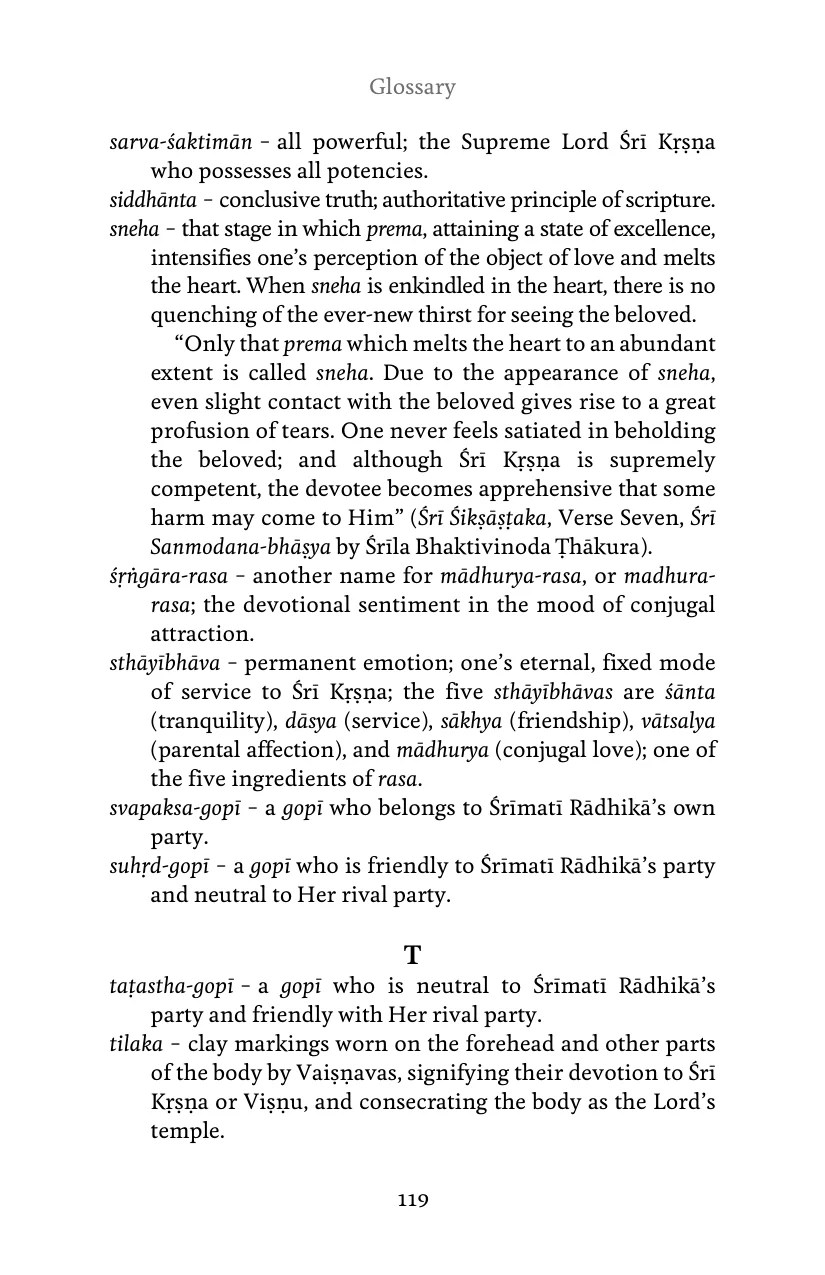 Glossary
sarva-śaktimān – all powerful; the Supreme Lord Śrī Kṛṣṇa
who possesses all potencies.
siddhānta – conclusive truth; authoritative principle of scripture.
sneha – that stage in which prema, attaining a state of excellence,
intensifies one’s perception of the object of love and melts
the heart. When sneha is enkindled in the heart, there is no
quenching of the ever-new thirst for seeing the beloved.
“Only that prema which melts the heart to an abundant
extent is called sneha. Due to the appearance of sneha,
even slight contact with the beloved gives rise to a great
profusion of tears. One never feels satiated in beholding
the beloved; and although Śrī Kṛṣṇa is supremely
competent, the devotee becomes apprehensive that some
harm may come to Him” (Śrī Śikṣāṣṭaka, Verse Seven, Śrī
Sanmodana-bhāṣya by Śrīla Bhaktivinoda Ṭhākura).
śṛṅgāra-rasa – another name for mādhurya-rasa, or madhura-
rasa; the devotional sentiment in the mood of conjugal
attraction.
sthāyībhāva – permanent emotion; one’s eternal, fixed mode
of service to Śrī Kṛṣṇa; the five sthāyībhāvas are śānta
(tranquility), dāsya (service), sākhya (friendship), vātsalya
(parental affection), and mādhurya (conjugal love); one of
the five ingredients of rasa.
svapaksa-gopī – a gopī who belongs to Śrīmatī Rādhikā’s own
party.
suhṛd-gopī – a gopī who is friendly to Śrīmatī Rādhikā’s party
and neutral to Her rival party.
T
taṭastha-gopī – a gopī who is neutral to Śrīmatī Rādhikā’s
party and friendly with Her rival party.
tilaka – clay markings worn on the forehead and other parts
of the body by Vaiṣṇavas, signifying their devotion to Śrī
Kṛṣṇa or Viṣṇu, and consecrating the body as the Lord’s
temple.
119